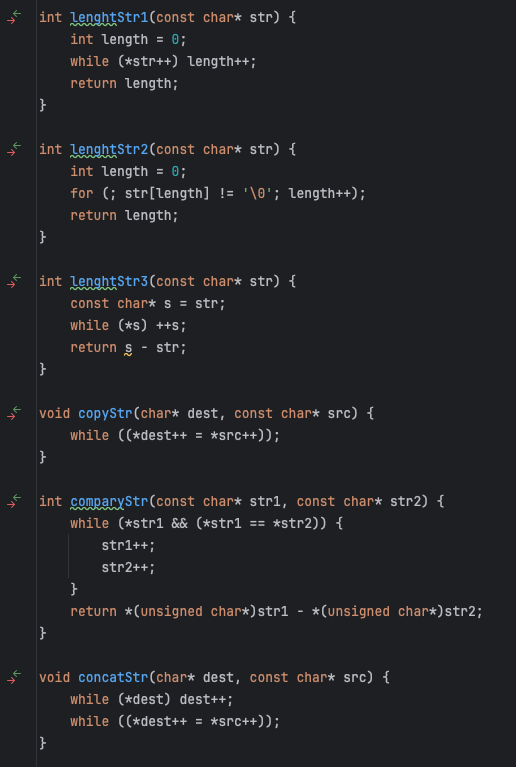 int lenghtStr1(const char* str) {
    int length = 0;
    while (*str++) length++;
    return length;
}

int lenghtStr2(const char* str) {
    int length = 0;
    for (; str[length] != '\0'; length++);
    return length;
}

int lenghtStr3(const char* str) {
    const char* s = str;
    while (*s) ++s;
    return s - str;
}

void copyStr(char* dest, const char* src) {
    while ((*dest++ = *src++));
}

int comparyStr(const char* str1, const char* str2) {
    while (*str1 && (*str1 == *str2)) {
        str1++;
        str2++;
    }
    return *(unsigned char*)str1 - *(unsigned char*)str2;
}

void concatStr(char* dest, const char* src) {
    while (*dest) dest++;
    while ((*dest++ = *src++));
}